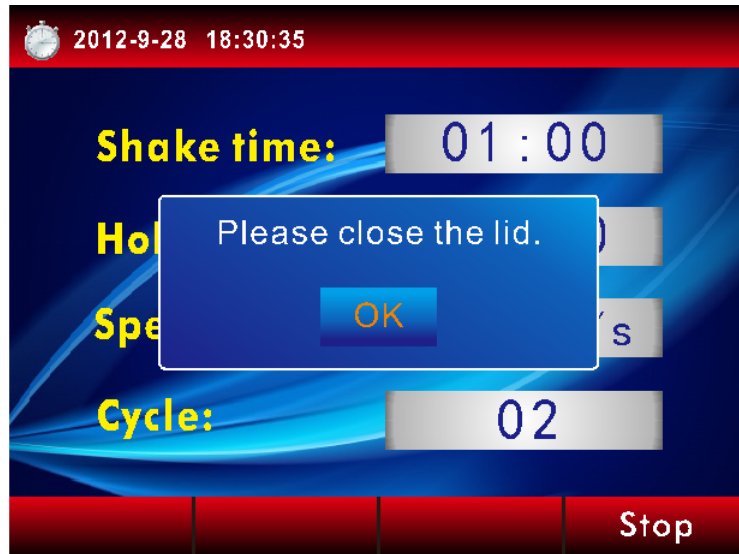 2012-9-28 18:30:35
Shake time: 01:00
Please close the lid.
OK
Cycle: 02
Stop